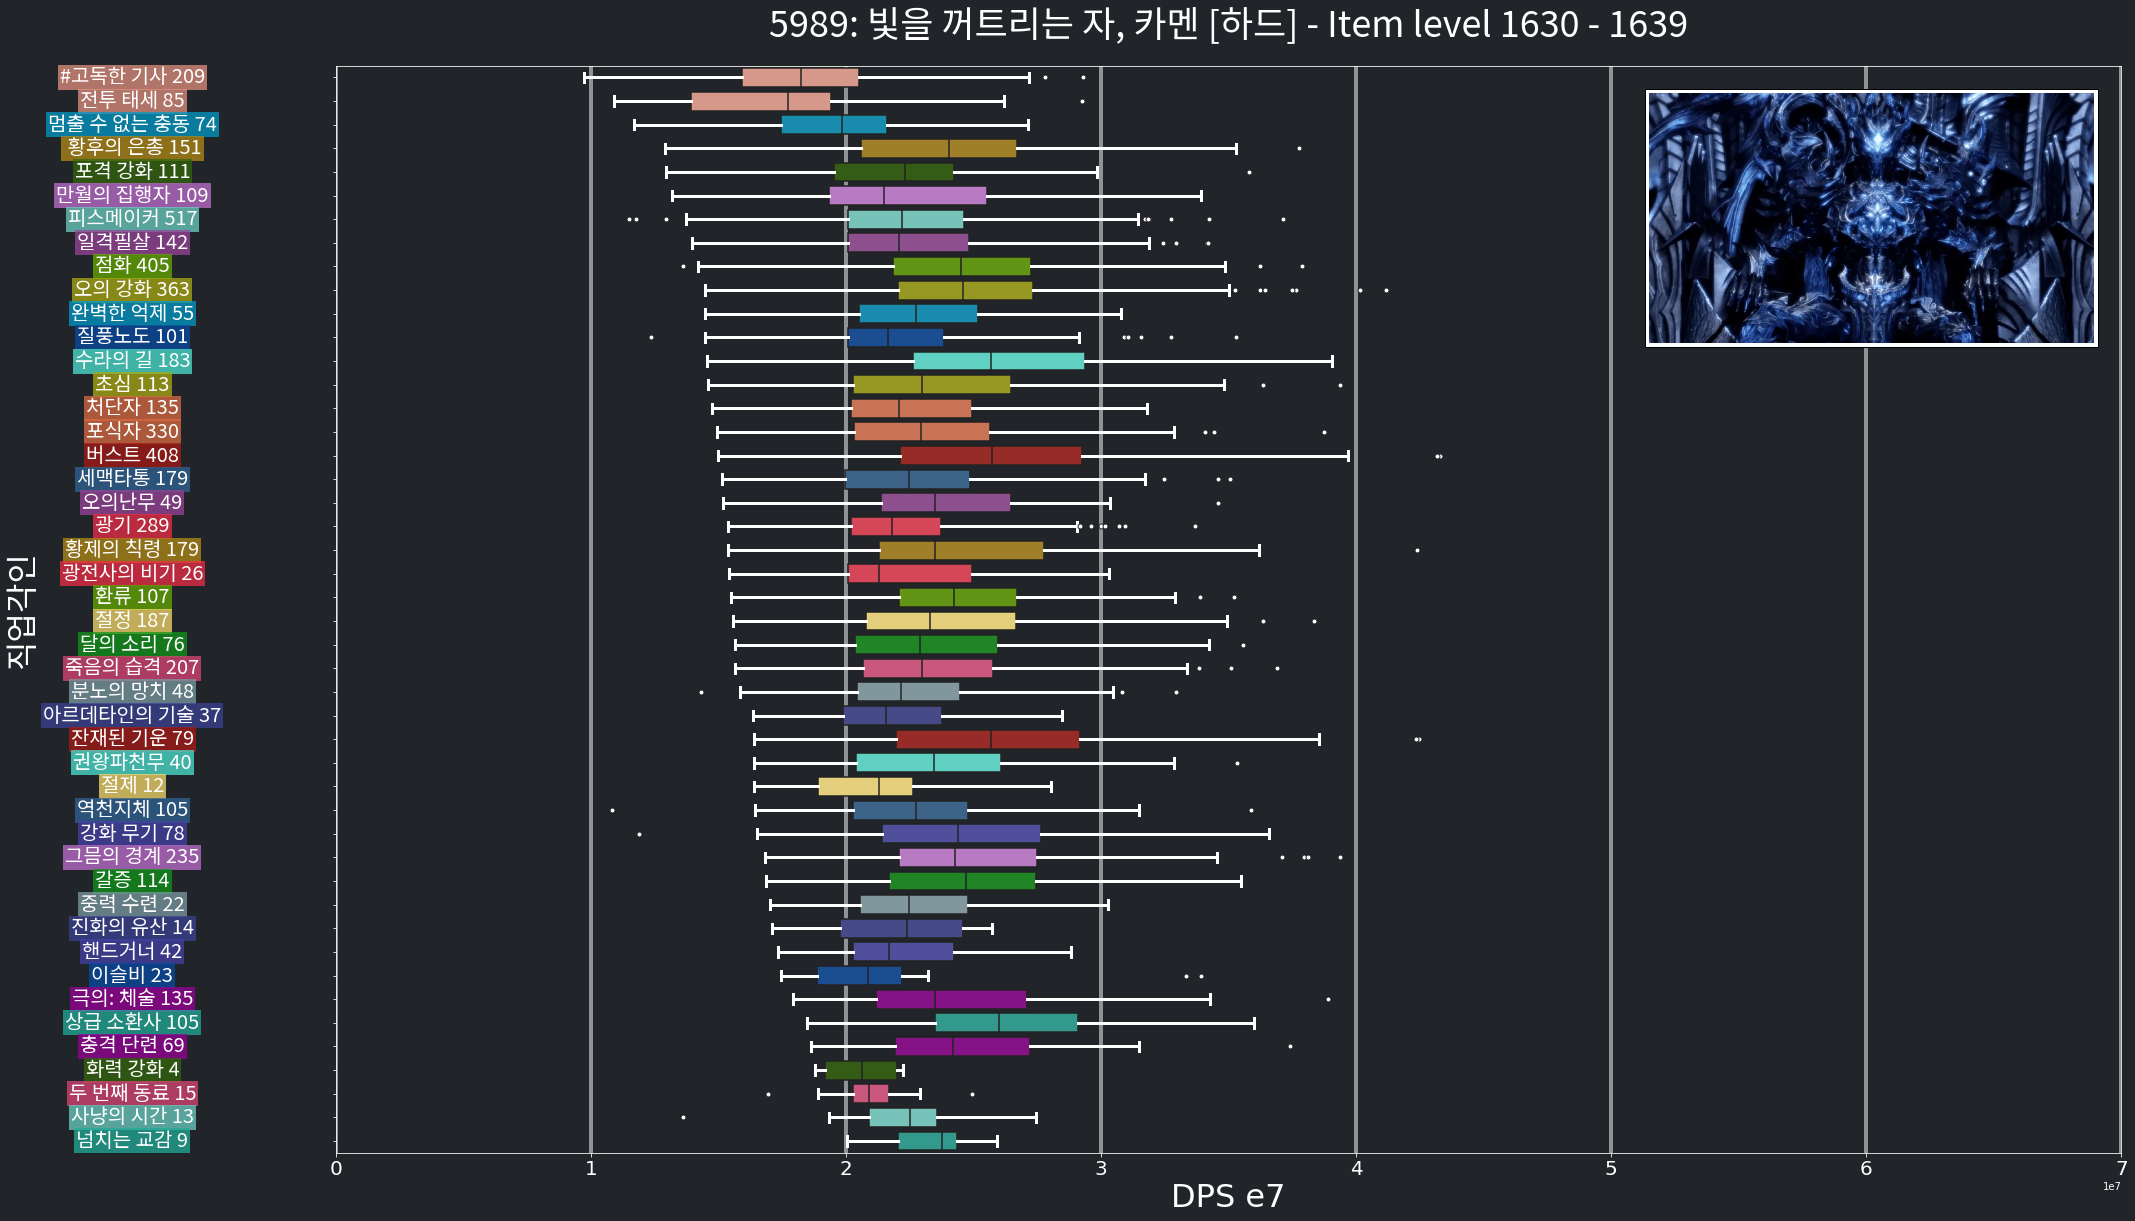 5989: 빛을 꺼트리는 자, 카멘 [하드] - Item level 1630 - 1639
#고독한 기사 209
전투 태세 85
멈출 수 없는 충동 74
황후의 은총 151
포격 강화 111
만월의 집행자 109
피스메이커 517
일격필살 142
점화 405
오의 강화 363
완벽한 억제 55
질풍노도 101
수라의 길 183
초심 113
처단자 135
포식자 330
버스트 408
세맥타통 179
오의난무 49
광기 289
황제의 칙령 179
광전사의 비기 26
환류 107
절정 187
달의 소리 76
죽음의 습격 207
분노의 망치 48
아르데타인의 기술 37
잔재된 기운 79
권왕파천무 40
절제 12
역천지체 105
강화 무기 78
그믐의 경계 235
갈증 114
중력 수련 22
진화의 유산 14
핸드거너 42
이슬비 23
극의: 체술 135
상급 소환사 105
충격 단련 69
화력 강화 4
두 번째 동료 15
사냥의 시간 13
넘치는 교감 9
직업각인
0 1 2 3 4 5 6 7
DPS e7
1e7